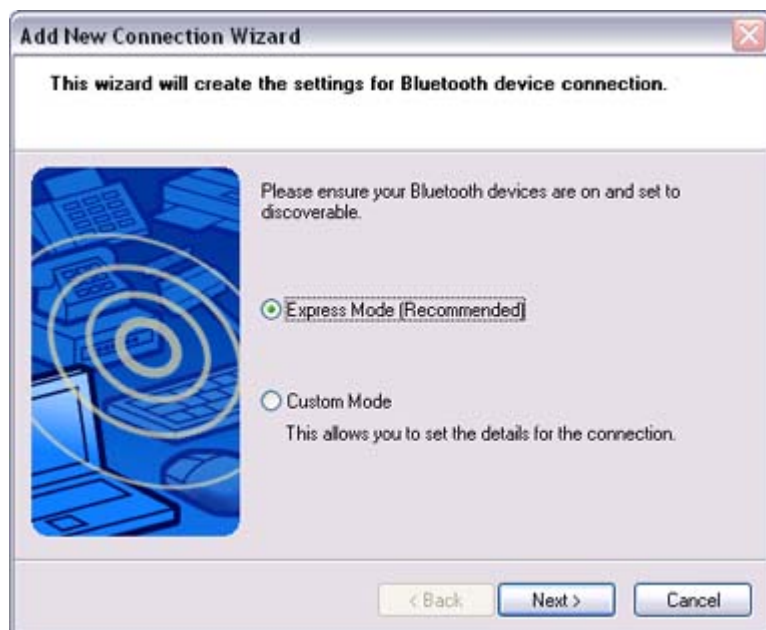 Add New Connection Wizard
This wizard will create the settings for Bluetooth device connection.
Please ensure your Bluetooth devices are on and set to
discoverable.
Express Mode (Recommended)
Custom Mode
This allows you to set the details for the connection.
< Back
Next >
Cancel